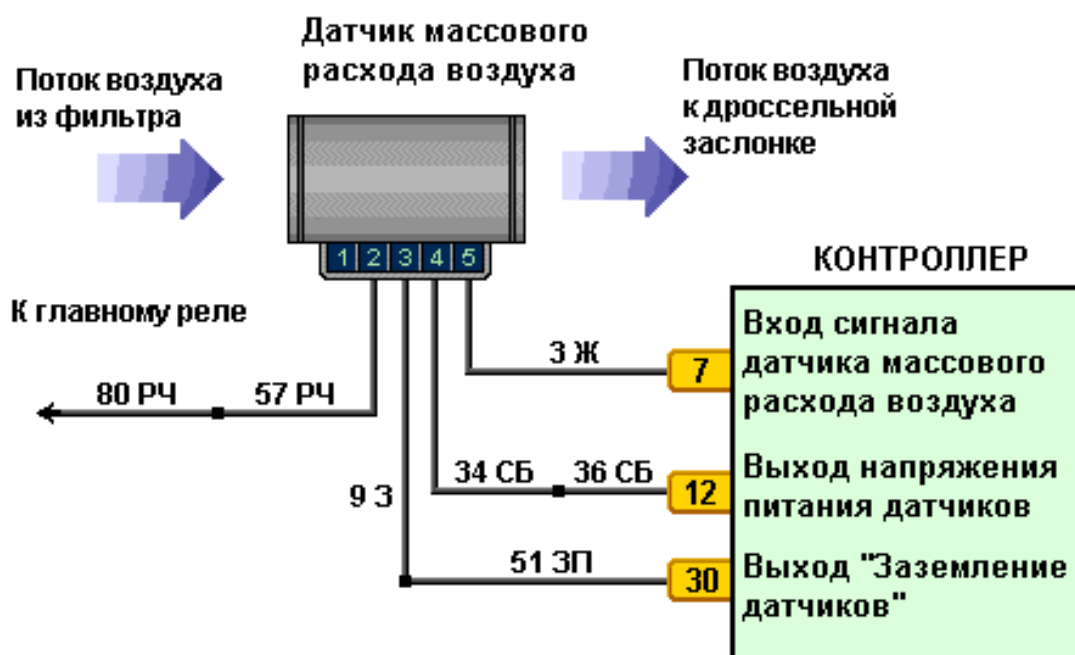 Датчик массового
расхода воздуха
Поток воздуха
из фильтра
Поток воздуха
к дроссельной
заслонке
1 2 3 4 5
КОНТРОЛЛЕР
К главному реле
Вход сигнала
датчика массового
расхода воздуха
3 Ж
7
80 РЧ
57 РЧ
34 СБ
36 СБ
12
Выход напряжения
питания датчиков
9 З
51 ЗП
30
Выход "Заземление
датчиков"